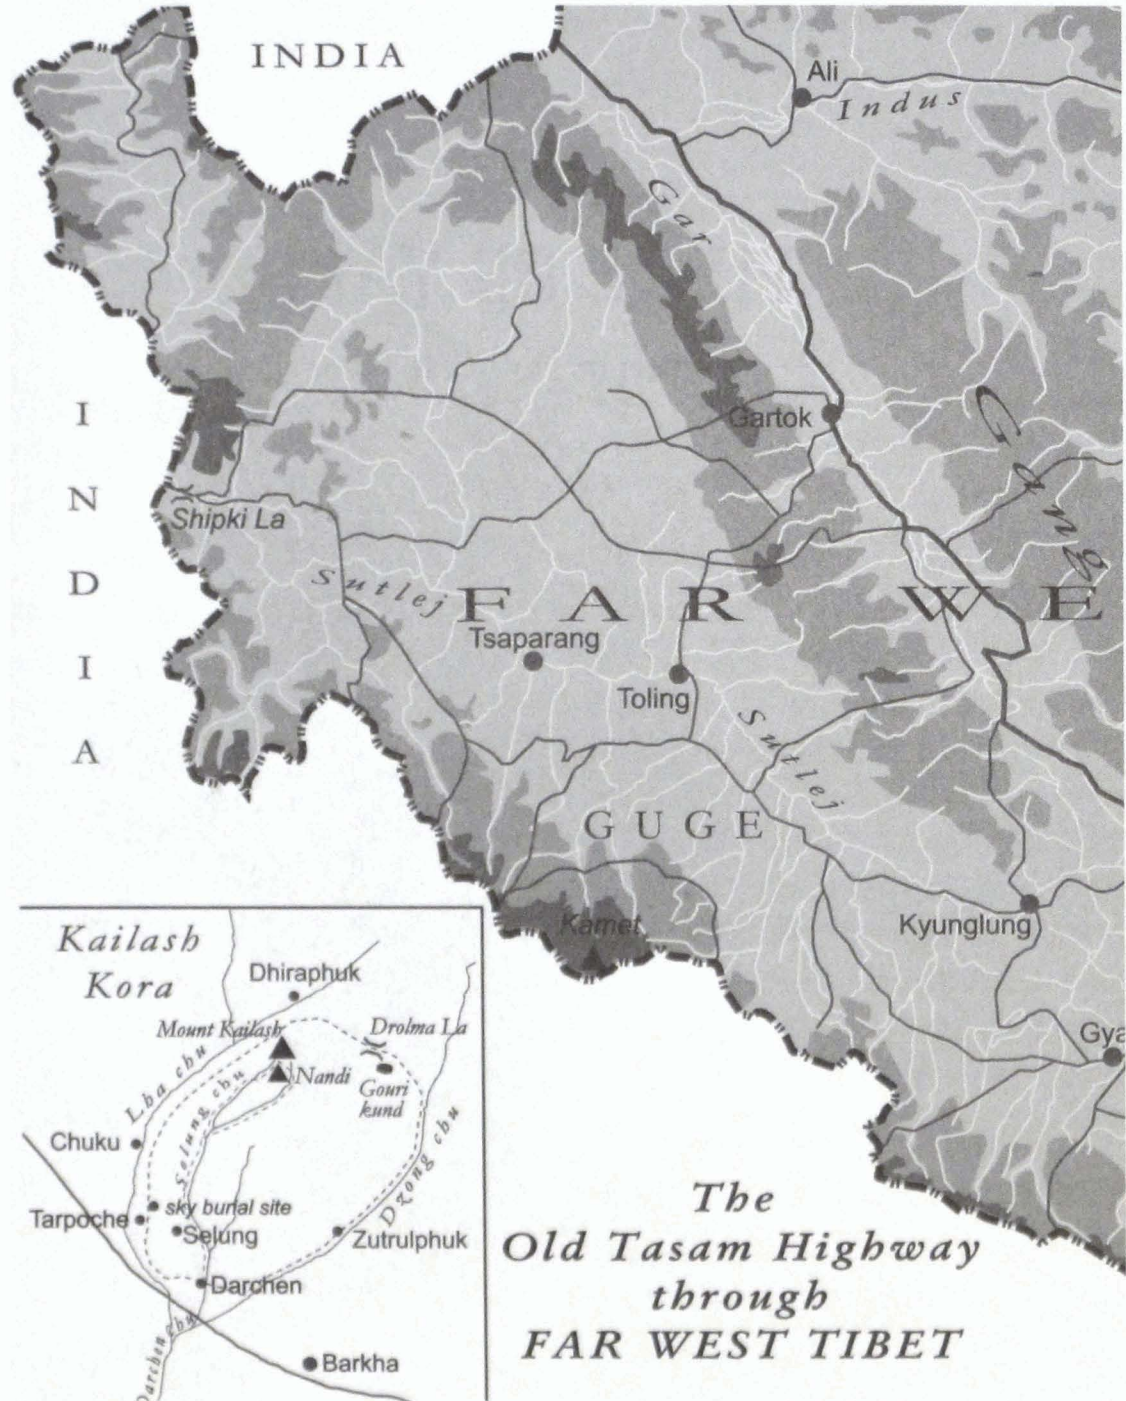 INDIA
Ali
Indus
Gar
INDIA
Gartok
Gang
Shipki La
Sutlej
FAR WE
Tsaparang
Toling
Sutlej
GUGE
Kamet
Kyunglung
Gya
Kailash
Kora
Dhiraphuk
Mount Kailash
Drolma La
Lha chu
Selung chu
Nandi
Gouri
kund
Chuku
Dzong chu
sky burial site
Tarpoche
Selung
Zutrulphuk
Darchen
Darchen chu
Barkha
The
Old Tasam Highway
through
FAR WEST TIBET